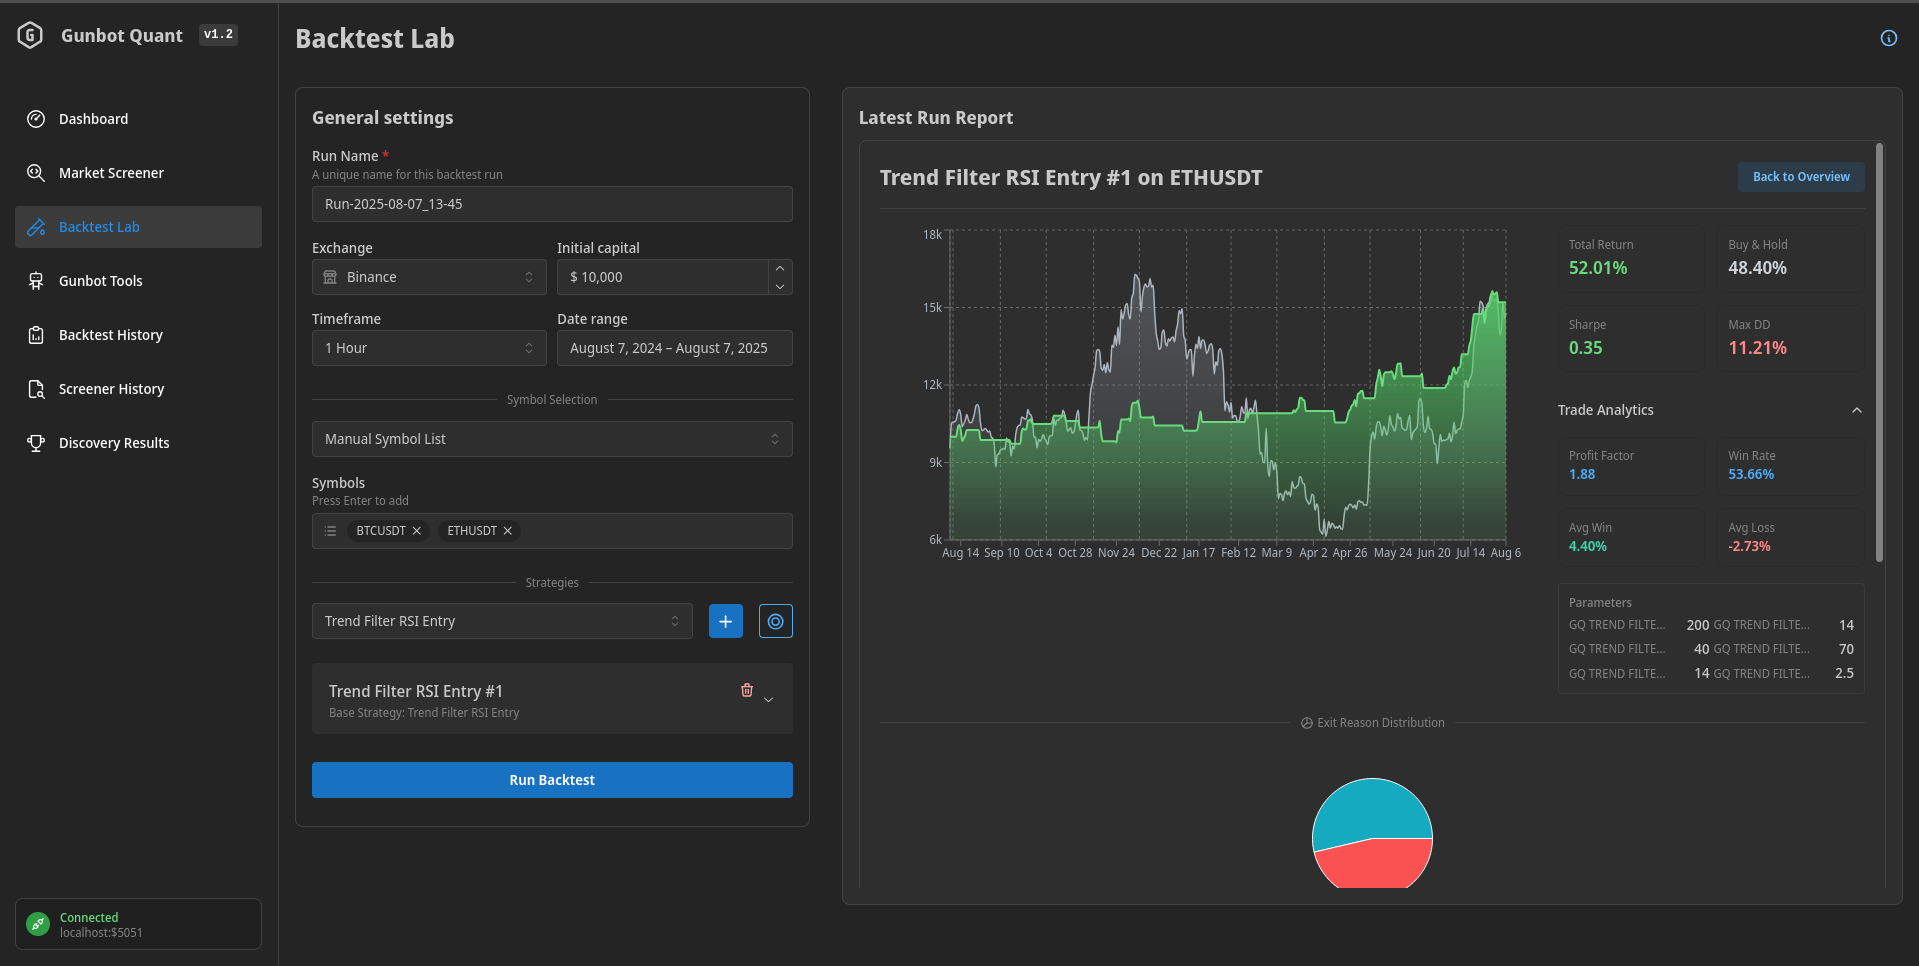 Gunbot Quant v1.2
Dashboard
Market Screener
Backtest Lab
Gunbot Tools
Backtest History
Screener History
Discovery Results
Connected
localhost:$5051
Backtest Lab
General settings
Run Name *
A unique name for this backtest run
Run-2025-08-07_13-45
Exchange
Initial capital
Binance
$ 10,000
Timeframe
Date range
1 Hour
August 7, 2024 – August 7, 2025
Symbol Selection
Manual Symbol List
Symbols
Press Enter to add
BTCUSDT
ETHUSDT
Strategies
Trend Filter RSI Entry
Trend Filter RSI Entry #1
Base Strategy: Trend Filter RSI Entry
Run Backtest
Latest Run Report
Trend Filter RSI Entry #1 on ETHUSDT
Back to Overview
18k
15k
12k
9k
6k
Aug 14 Sep 10 Oct 4 Oct 28 Nov 24 Dec 22 Jan 17 Feb 12 Mar 9 Apr 2 Apr 26 May 24 Jun 20 Jul 14 Aug 6
Total Return
52.01%
Buy & Hold
48.40%
Sharpe
0.35
Max DD
11.21%
Trade Analytics
Profit Factor
1.88
Win Rate
53.66%
Avg Win
4.40%
Avg Loss
-2.73%
Parameters
GQ TREND FILTE... 200 GQ TREND FILTE... 14
GQ TREND FILTE... 40 GQ TREND FILTE... 70
GQ TREND FILTE... 14 GQ TREND FILTE... 2.5
Exit Reason Distribution